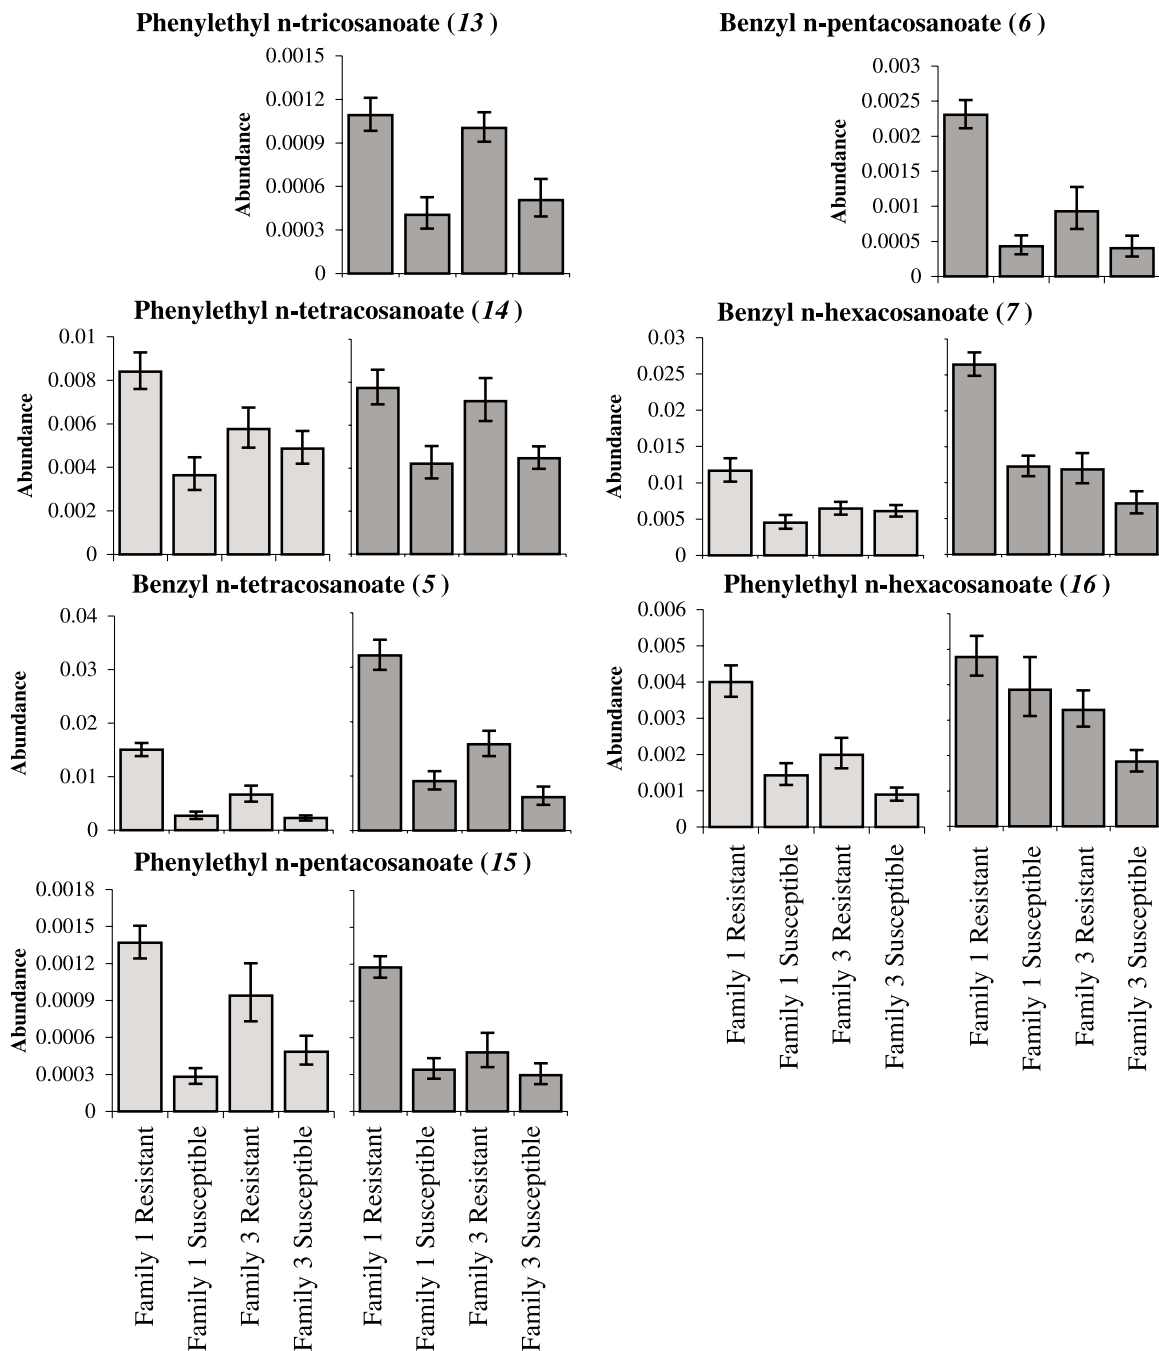 Phenylethyl n-tricosanoate (13)
Abundance
0.0015
0.0012
0.0009
0.0006
0.0003
0
Benzyl n-pentacosanoate (6)
Abundance
0.003
0.0025
0.002
0.0015
0.001
0.0005
0
Phenylethyl n-tetracosanoate (14)
Abundance
0.01
0.008
0.006
0.004
0.002
0
Benzyl n-hexacosanoate (7)
Abundance
0.03
0.025
0.02
0.015
0.01
0.005
0
Benzyl n-tetracosanoate (5)
Abundance
0.04
0.03
0.02
0.01
0
Phenylethyl n-hexacosanoate (16)
Abundance
0.006
0.005
0.004
0.003
0.002
0.001
0
Family 1 Resistant
Family 1 Susceptible
Family 3 Resistant
Family 3 Susceptible
Family 1 Resistant
Family 1 Susceptible
Family 3 Resistant
Family 3 Susceptible
Phenylethyl n-pentacosanoate (15)
Abundance
0.0018
0.0015
0.0012
0.0009
0.0006
0.0003
0
Family 1 Resistant
Family 1 Susceptible
Family 3 Resistant
Family 3 Susceptible
Family 1 Resistant
Family 1 Susceptible
Family 3 Resistant
Family 3 Susceptible